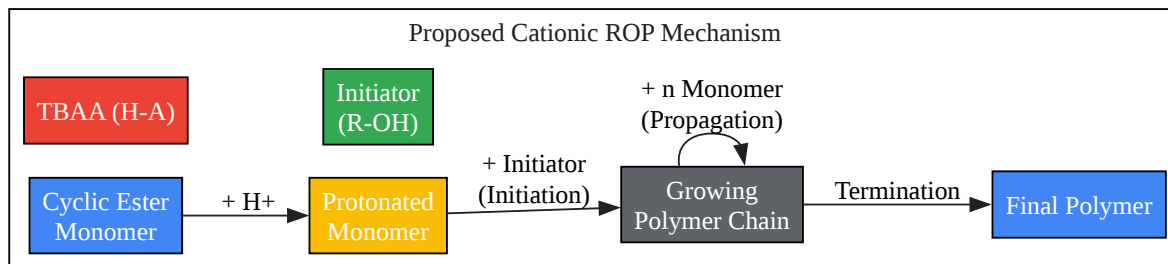 Proposed Cationic ROP Mechanism
TBAA (H-A)
Initiator
(R-OH)
+ n Monomer
(Propagation)
Cyclic Ester
Monomer
+ H+
Protonated
Monomer
+ Initiator
(Initiation)
Growing
Polymer Chain
Termination
Final Polymer